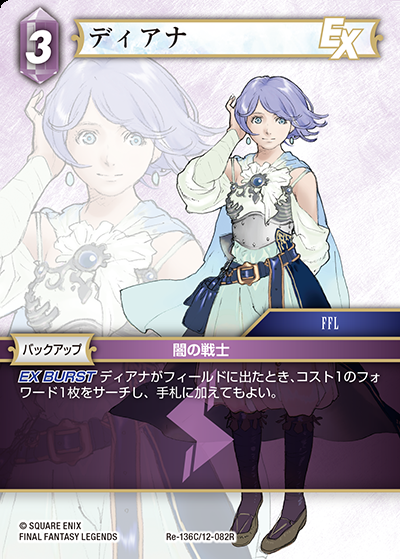 3
ディアナ
EX
FFL
バックアップ
闇の戦士
EX BURST ディアナがフィールドに出たとき、コスト1のフォ
ワード1枚をサーチし、手札に加えてもよい。
© SQUARE ENIX
FINAL FANTASY LEGENDS
Re-136C/12-082R